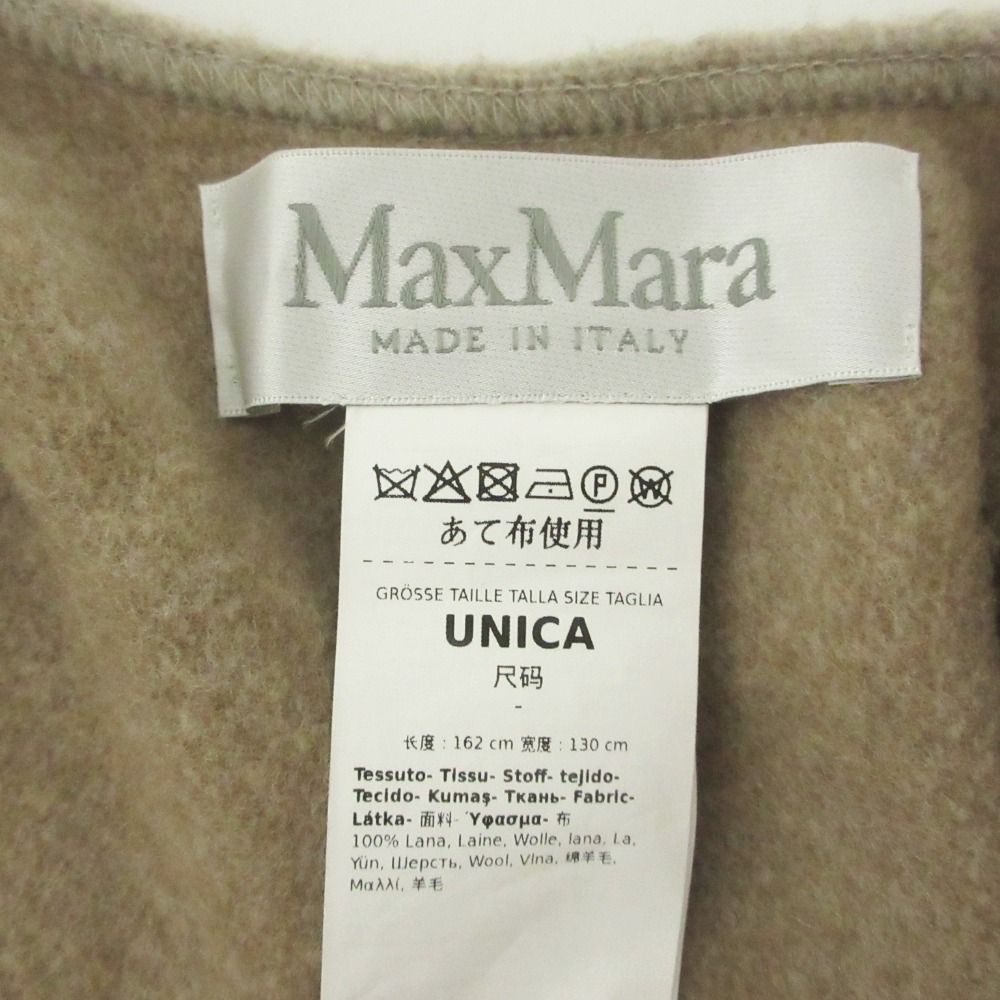 MaxMara
MADE IN ITALY
P W
あて布使用
GRÖSSE TAILLE TALLA SIZE TAGLIA
UNICA
尺码
-
长度 : 162 cm 宽度 : 130 cm
Tessuto- Tissu- Stoff- tejido-
Tecido- Kumaş- Ткань- Fabric-
Látka- 面料- Ύφασμα- 布
100% Lana, Laine, Wolle, lana, La,
Yün, Шерсть, Wool, Vlna, 绵羊毛,
Μαλλί, 羊毛